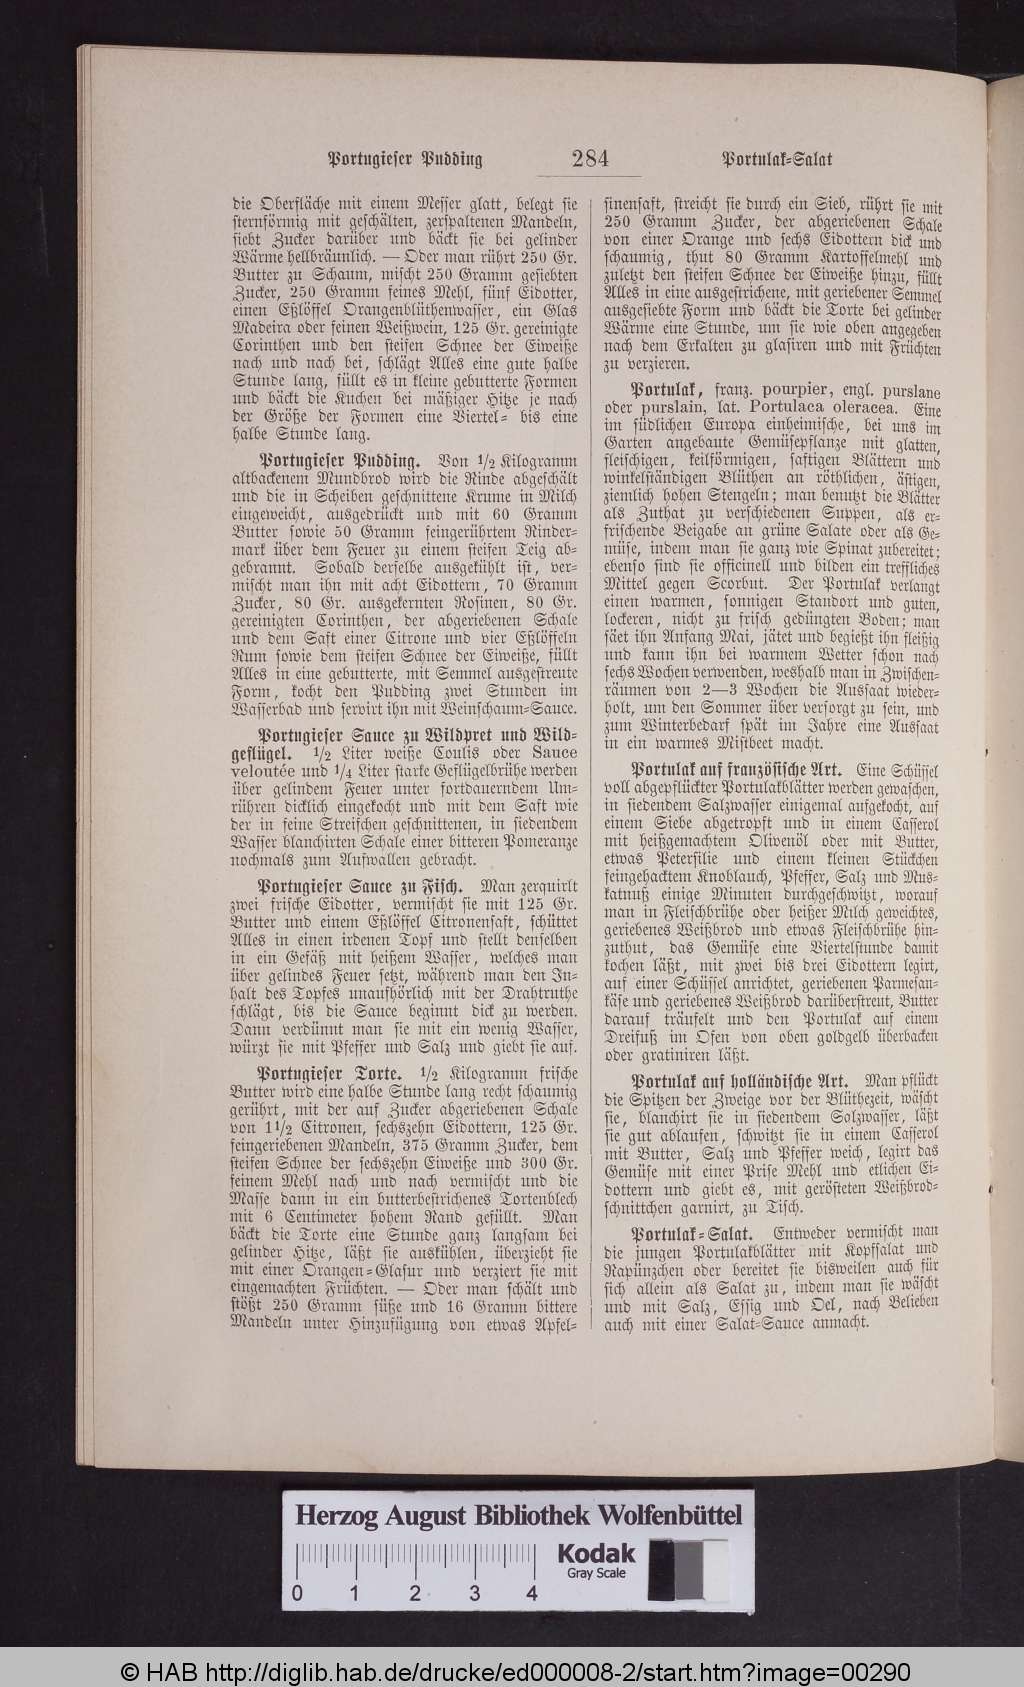 Portugieser Pudding 284 Portulak-Salat
die Oberfläche mit einem Messer glatt, belegt sie
sternförmig mit geschälten, zerspaltenen Mandeln,
siebt Zucker darüber und bäckt sie bei gelinder
Wärme hellbräunlich. — Oder man rührt 250 Gr.
Butter zu Schaum, mischt 250 Gramm gesiebten
Zucker, 250 Gramm feines Mehl, fünf Eidotter,
einen Eßlöffel Orangenblüthenwasser, ein Glas
Madeira oder feinen Weißwein, 125 Gr. gereinigte
Corinthen und den steifen Schnee der Eiweiße
nach und nach bei, schlägt Alles eine gute halbe
Stunde lang, füllt es in kleine gebutterte Formen
und bäckt die Kuchen bei mäßiger Hitze je nach
der Größe der Formen eine Viertel- bis eine
halbe Stunde lang.
Portugieser Pudding. Von 1/2 Kilogramm
altbackenem Mundbrod wird die Rinde abgeschält
und die in Scheiben geschnittene Krume in Milch
eingeweicht, ausgedrückt und mit 60 Gramm
Butter sowie 50 Gramm feingerührtem Rinder-
mark über dem Feuer zu einem steifen Teig ab-
gebrannt. Sobald derselbe ausgekühlt ist, ver-
mischt man ihn mit acht Eidottern, 70 Gramm
Zucker, 80 Gr. ausgekernten Rosinen, 80 Gr.
gereinigten Corinthen, der abgeriebenen Schale
und dem Saft einer Citrone und vier Eßlöffeln
Rum sowie dem steifen Schnee der Eiweiße, füllt
Alles in eine gebutterte, mit Semmel ausgestreute
Form, kocht den Pudding zwei Stunden im
Wasserbad und servirt ihn mit Weinschaum-Sauce.
Portugieser Sauce zu Wildpret und Wild-
geflügel. 1/2 Liter weiße Coulis oder Sauce
veloutée und 1/4 Liter starke Geflügelbrühe werden
über gelindem Feuer unter fortdauerndem Um-
rühren dicklich eingekocht und mit dem Saft wie
der in feine Streifchen geschnittenen, in siedendem
Wasser blanchirten Schale einer bitteren Pomeranze
nochmals zum Aufwallen gebracht.
Portugieser Sauce zu Fisch. Man zerquirlt
zwei frische Eidotter, vermischt sie mit 125 Gr.
Butter und einem Eßlöffel Citronensaft, schüttet
Alles in einen irdenen Topf und stellt denselben
in ein Gefäß mit heißem Wasser, welches man
über gelindes Feuer setzt, während man den In-
halt des Topfes unaufhörlich mit der Drahtruthe
schlägt, bis die Sauce beginnt dick zu werden.
Dann verdünnt man sie mit ein wenig Wasser,
würzt sie mit Pfeffer und Salz und giebt sie auf.
Portugieser Torte. 1/2 Kilogramm frische
Butter wird eine halbe Stunde lang recht schaumig
gerührt, mit der auf Zucker abgeriebenen Schale
von 1 1/2 Citronen, sechszehn Eidottern, 125 Gr.
feingeriebenen Mandeln, 375 Gramm Zucker, dem
steifen Schnee der sechszehn Eiweiße und 300 Gr.
feinem Mehl nach und nach vermischt und die
Masse dann in ein butterbestrichenes Tortenblech
mit 6 Centimeter hohem Rand gefüllt. Man
bäckt die Torte eine Stunde ganz langsam bei
gelinder Hitze, läßt sie auskühlen, überzieht sie
mit einer Orangen-Glasur und verziert sie mit
eingemachten Früchten. — Oder man schält und
stößt 250 Gramm süße und 16 Gramm bittere
Mandeln unter Hinzufügung von etwas Apfel-
sinensaft, streicht sie durch ein Sieb, rührt sie mit
250 Gramm Zucker, der abgeriebenen Schale
von einer Orange und sechs Eidottern dick und
schaumig, thut 80 Gramm Kartoffelmehl und
zuletzt den steifen Schnee der Eiweiße hinzu, füllt
Alles in eine ausgestrichene, mit geriebener Semmel
ausgesiebte Form und bäckt die Torte bei gelinder
Wärme eine Stunde, um sie wie oben angegeben
nach dem Erkalten zu glasiren und mit Früchten
zu verzieren.
Portulak, franz. pourpier, engl. purslane
oder purslain, lat. Portulaca oleracea. Eine
im südlichen Europa einheimische, bei uns im
Garten angebaute Gemüsepflanze mit glatten,
fleischigen, keilförmigen, saftigen Blättern und
winkelständigen Blüthen an röthlichen, ästigen,
ziemlich hohen Stengeln; man benutzt die Blätter
als Zuthat zu verschiedenen Suppen, als er-
frischende Beigabe an grüne Salate oder als Ge-
müse, indem man sie ganz wie Spinat zubereitet;
ebenso sind sie officinell und bilden ein treffliches
Mittel gegen Scorbut. Der Portulak verlangt
einen warmen, sonnigen Standort und guten,
lockeren, nicht zu frisch gedüngten Boden; man
säet ihn Anfang Mai, jätet und begießt ihn fleißig
und kann ihn bei warmem Wetter schon nach
sechs Wochen verwenden, weshalb man in Zwischen-
räumen von 2—3 Wochen die Aussaat wieder-
holt, um den Sommer über versorgt zu sein, und
zum Winterbedarf spät im Jahre eine Aussaat
in ein warmes Mistbeet macht.
Portulak auf französische Art. Eine Schüssel
voll abgepflückter Portulakblätter werden gewaschen,
in siedendem Salzwasser einigemal aufgekocht, auf
einem Siebe abgetropft und in einem Casserol
mit heißgemachtem Olivenöl oder mit Butter,
etwas Petersilie und einem kleinen Stückchen
feingehacktem Knoblauch, Pfeffer, Salz und Mus-
katnuß einige Minuten durchgeschwitzt, worauf
man in Fleischbrühe oder heißer Milch geweichtes,
geriebenes Weißbrod und etwas Fleischbrühe hin-
zuthut, das Gemüse eine Viertelstunde damit
kochen läßt, mit zwei bis drei Eidottern legirt,
auf einer Schüssel anrichtet, geriebenen Parmesan-
käse und geriebenes Weißbrod darüberstreut, Butter
darauf träufelt und den Portulak auf einem
Dreifuß im Ofen von oben goldgelb überbacken
oder gratiniren läßt.
Portulak auf holländische Art. Man pflückt
die Spitzen der Zweige vor der Blüthezeit, wäscht
sie, blanchirt sie in siedendem Salzwasser, läßt
sie gut ablaufen, schwitzt sie in einem Casserol
mit Butter, Salz und Pfeffer weich, legirt das
Gemüse mit einer Prise Mehl und etlichen Ei-
dottern und giebt es, mit gerösteten Weißbrod-
schnittchen garnirt, zu Tisch.
Portulak-Salat. Entweder vermischt man
die jungen Portulakblätter mit Kopfsalat und
Rapünzchen oder bereitet sie bisweilen auch für
sich allein als Salat zu, indem man sie wäscht
und mit Salz, Essig und Oel, nach Belieben
auch mit einer Salat-Sauce anmacht.
Herzog August Bibliothek Wolfenbüttel
Kodak
Gray Scale
0 1 2 3 4
© HAB http://diglib.hab.de/drucke/ed000008-2/start.htm?image=00290